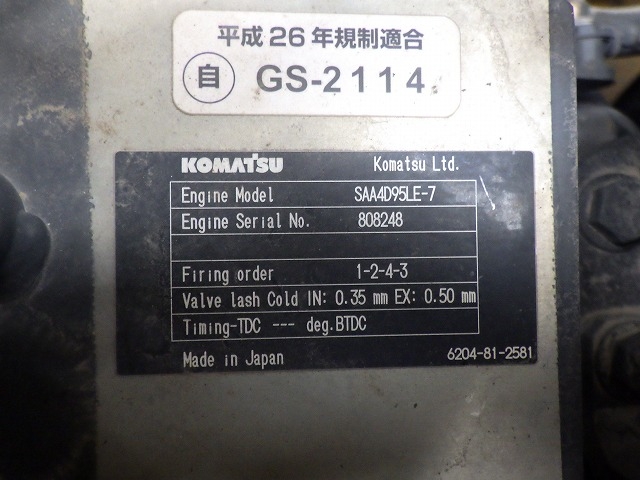 平成26年規制適合
自 GS-2114
KOMATSU Komatsu Ltd.
Engine Model SAA4D95LE-7
Engine Serial No. 808248
Firing order 1-2-4-3
Valve lash Cold IN: 0.35 mm EX: 0.50 mm
Timing-TDC --- deg.BTDC
Made in Japan 6204-81-2581